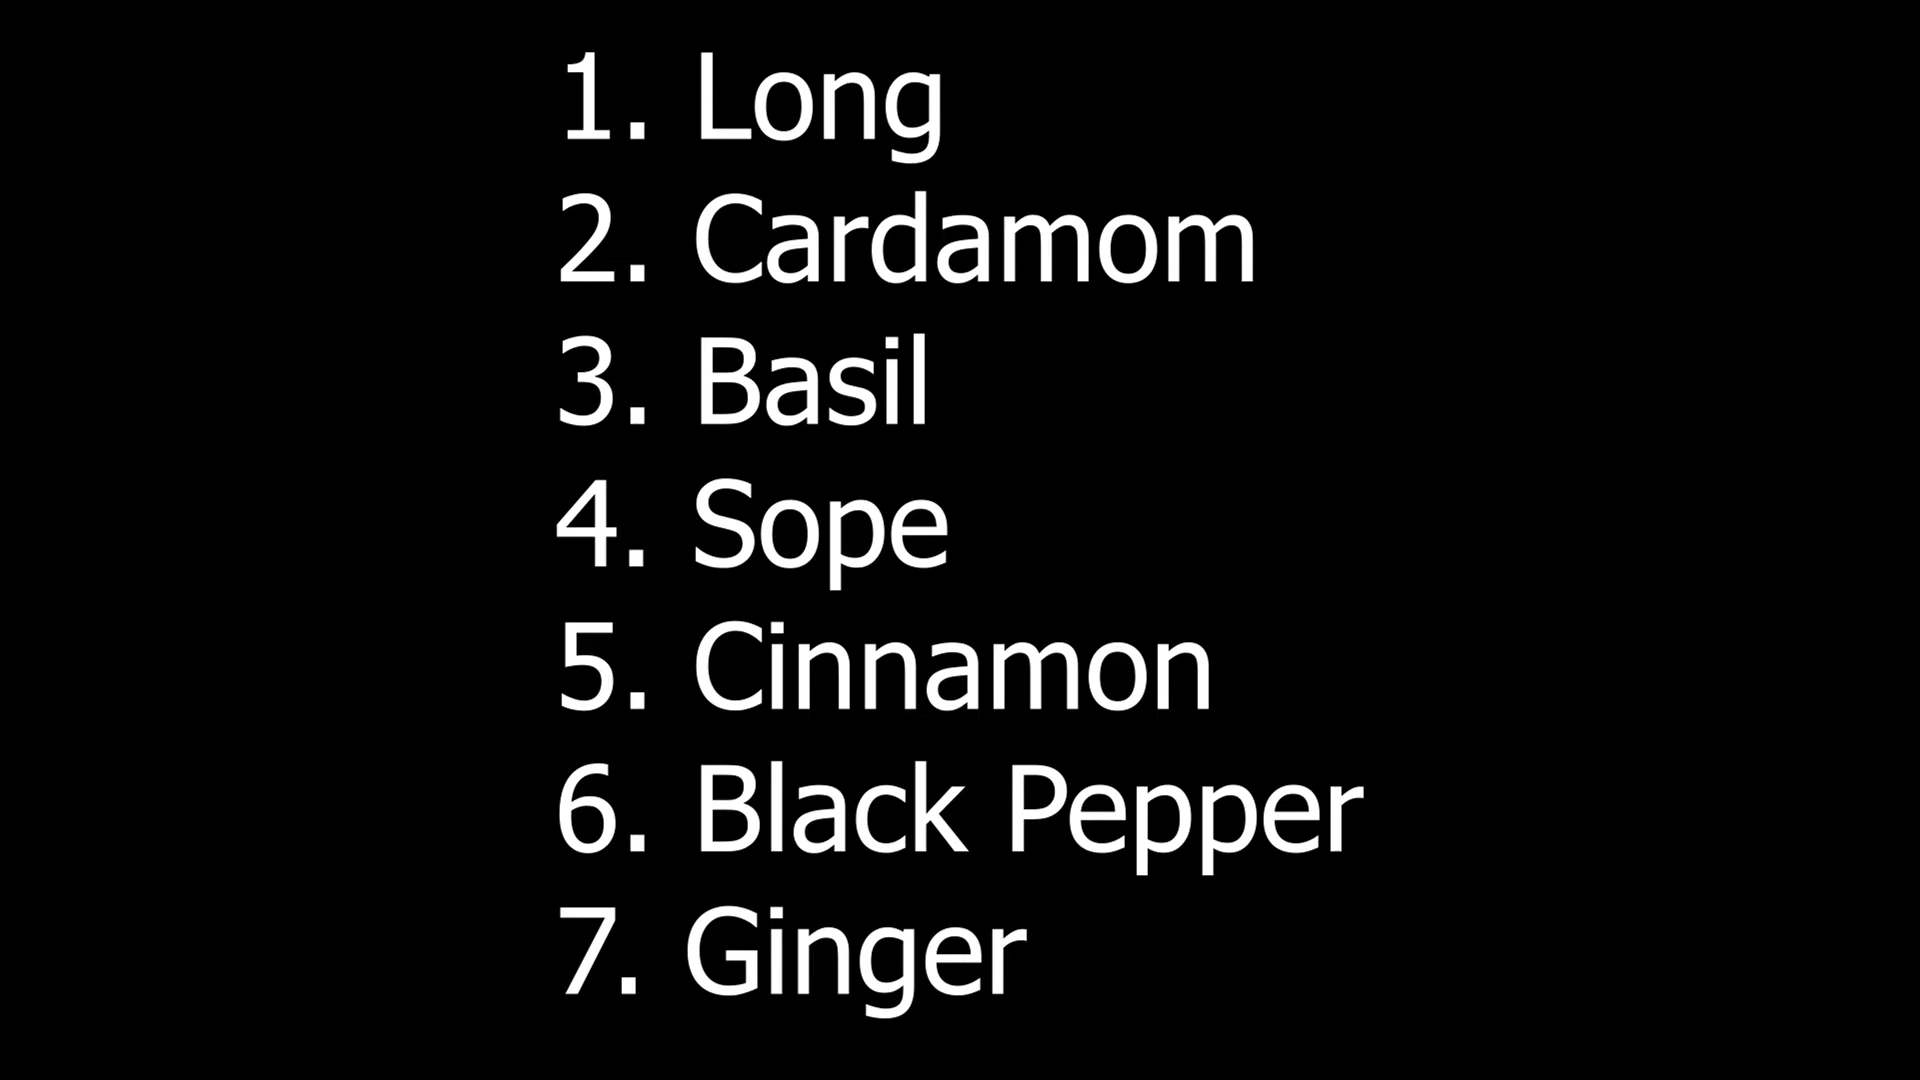 1. Long
2. Cardamom
3. Basil
4. Sope
5. Cinnamon
6. Black Pepper
7. Ginger